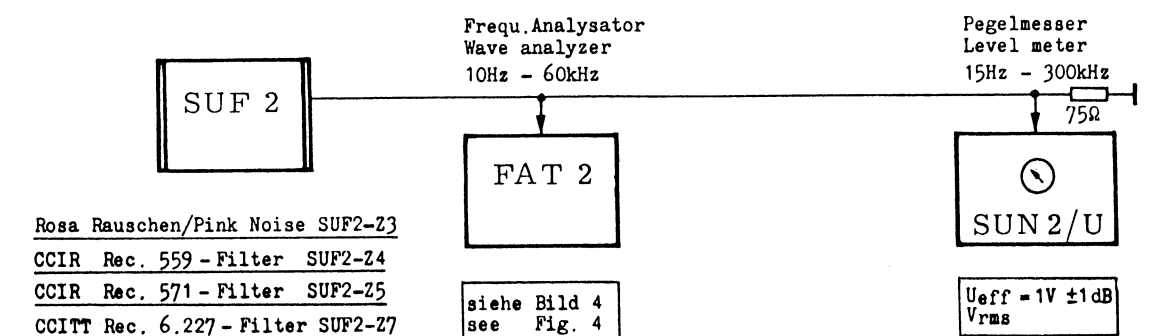 Frequ.Analysator
Wave analyzer
10Hz - 60kHz
Pegelmesser
Level meter
15Hz - 300kHz
75Ω
SUF 2
FAT 2
SUN 2/U
Rosa Rauschen/Pink Noise SUF2-Z3
CCIR Rec. 559 - Filter SUF2-Z4
CCIR Rec. 571 - Filter SUF2-Z5
CCITT Rec. 6.227 - Filter SUF2-Z7
siehe Bild 4
see Fig. 4
Ueff = 1V ±1 dB
Vrms